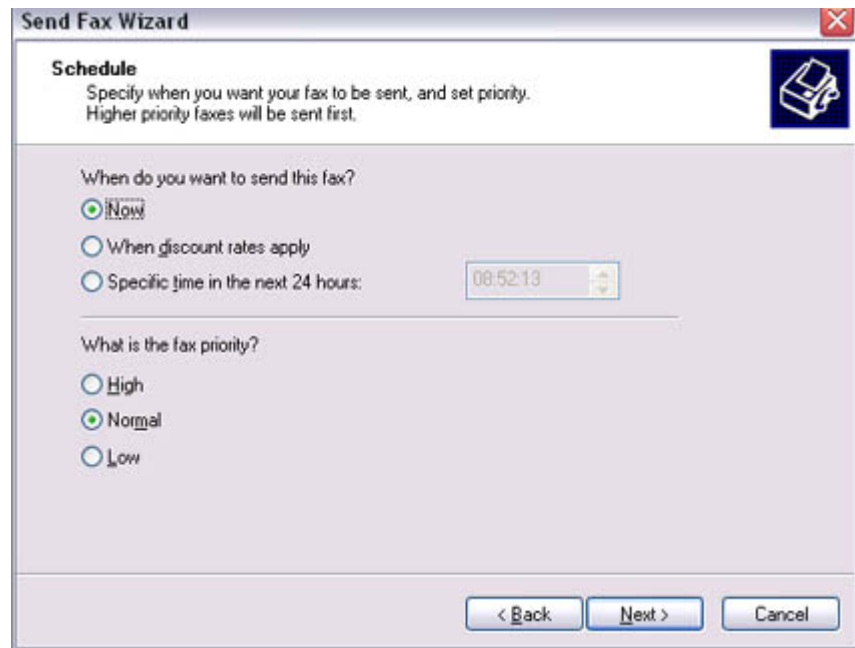 Send Fax Wizard
Schedule
Specify when you want your fax to be sent, and set priority.
Higher priority faxes will be sent first.
When do you want to send this fax?
Now
When discount rates apply
Specific time in the next 24 hours:
08:52:13
What is the fax priority?
High
Normal
Low
< Back
Next >
Cancel